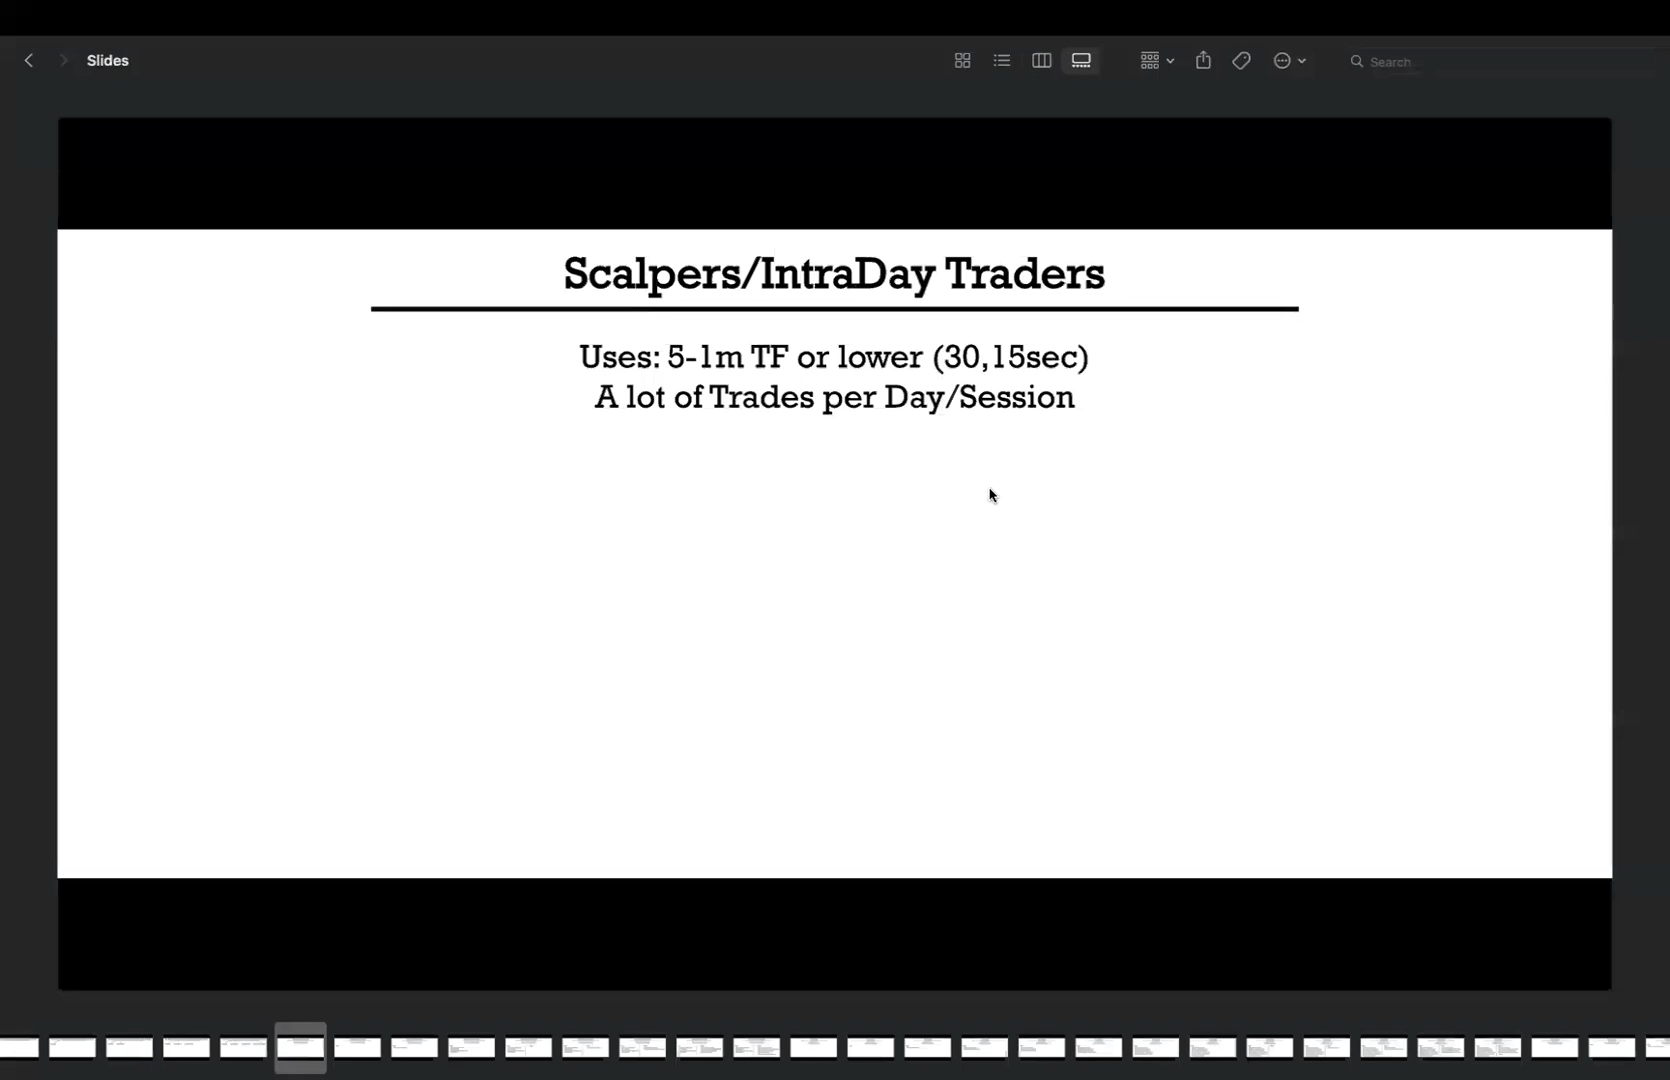 Slides
Search
Scalpers/IntraDay Traders
Uses: 5-1m TF or lower (30,15sec)
A lot of Trades per Day/Session